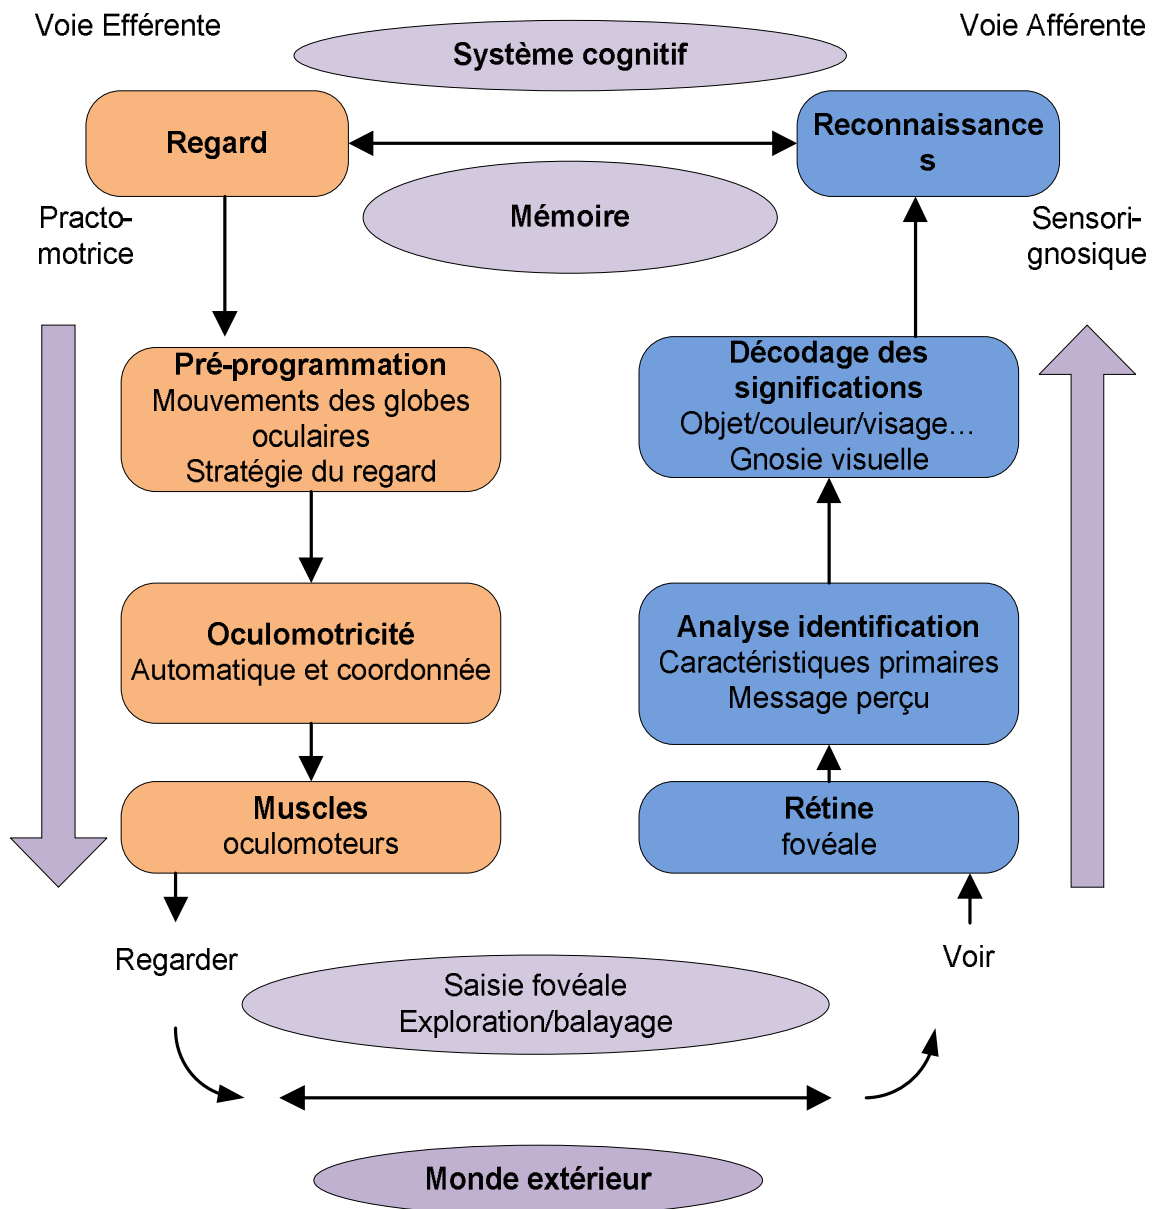 Voie Efférente
Voie Afférente
Système cognitif
Regard
Reconnaissance
s
Mémoire
Practo-
motrice
Sensori-
gnosique
Pré-programmation
Mouvements des globes
oculaires
Stratégie du regard
Décodage des
significations
Objet/couleur/visage…
Gnosie visuelle
Oculomotricité
Automatique et coordonnée
Analyse identification
Caractéristiques primaires
Message perçu
Muscles
oculomoteurs
Rétine
fovéale
Regarder
Voir
Saisie fovéale
Exploration/balayage
Monde extérieur